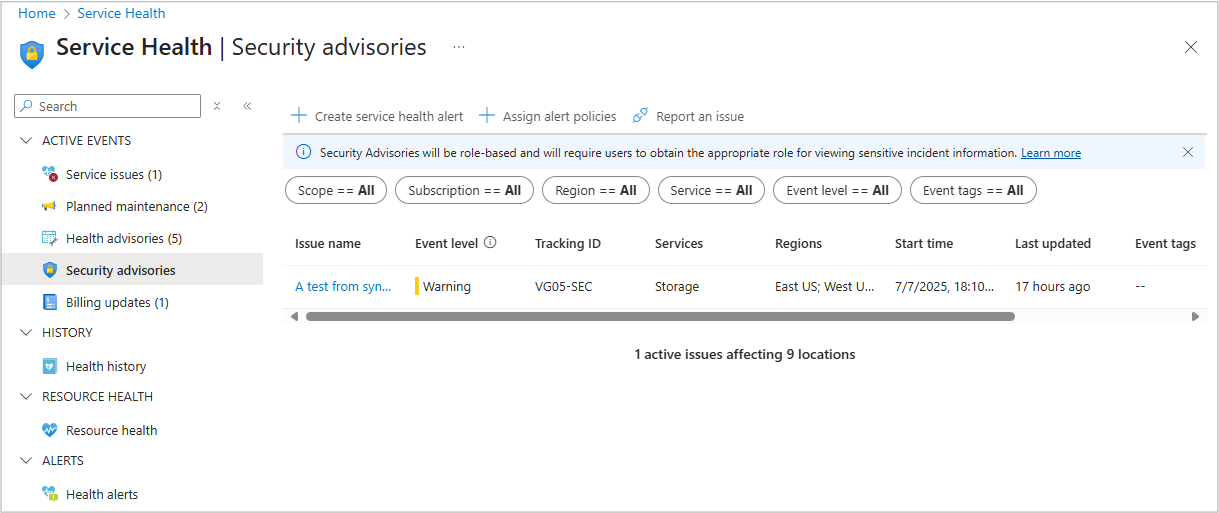 Home > Service Health
Service Health | Security advisories ...
Search
Create service health alert Assign alert policies Report an issue
ACTIVE EVENTS
Security Advisories will be role-based and will require users to obtain the appropriate role for viewing sensitive incident information. Learn more
Service issues (1)
Scope == All Subscription == All Region == All Service == All Event level == All Event tags == All
Planned maintenance (2)
Health advisories (5)
Issue name Event level Tracking ID Services Regions Start time Last updated Event tags
Security advisories
A test from syn... Warning VG05-SEC Storage East US; West U... 7/7/2025, 18:10... 17 hours ago --
Billing updates (1)
HISTORY
1 active issues affecting 9 locations
Health history
RESOURCE HEALTH
Resource health
ALERTS
Health alerts